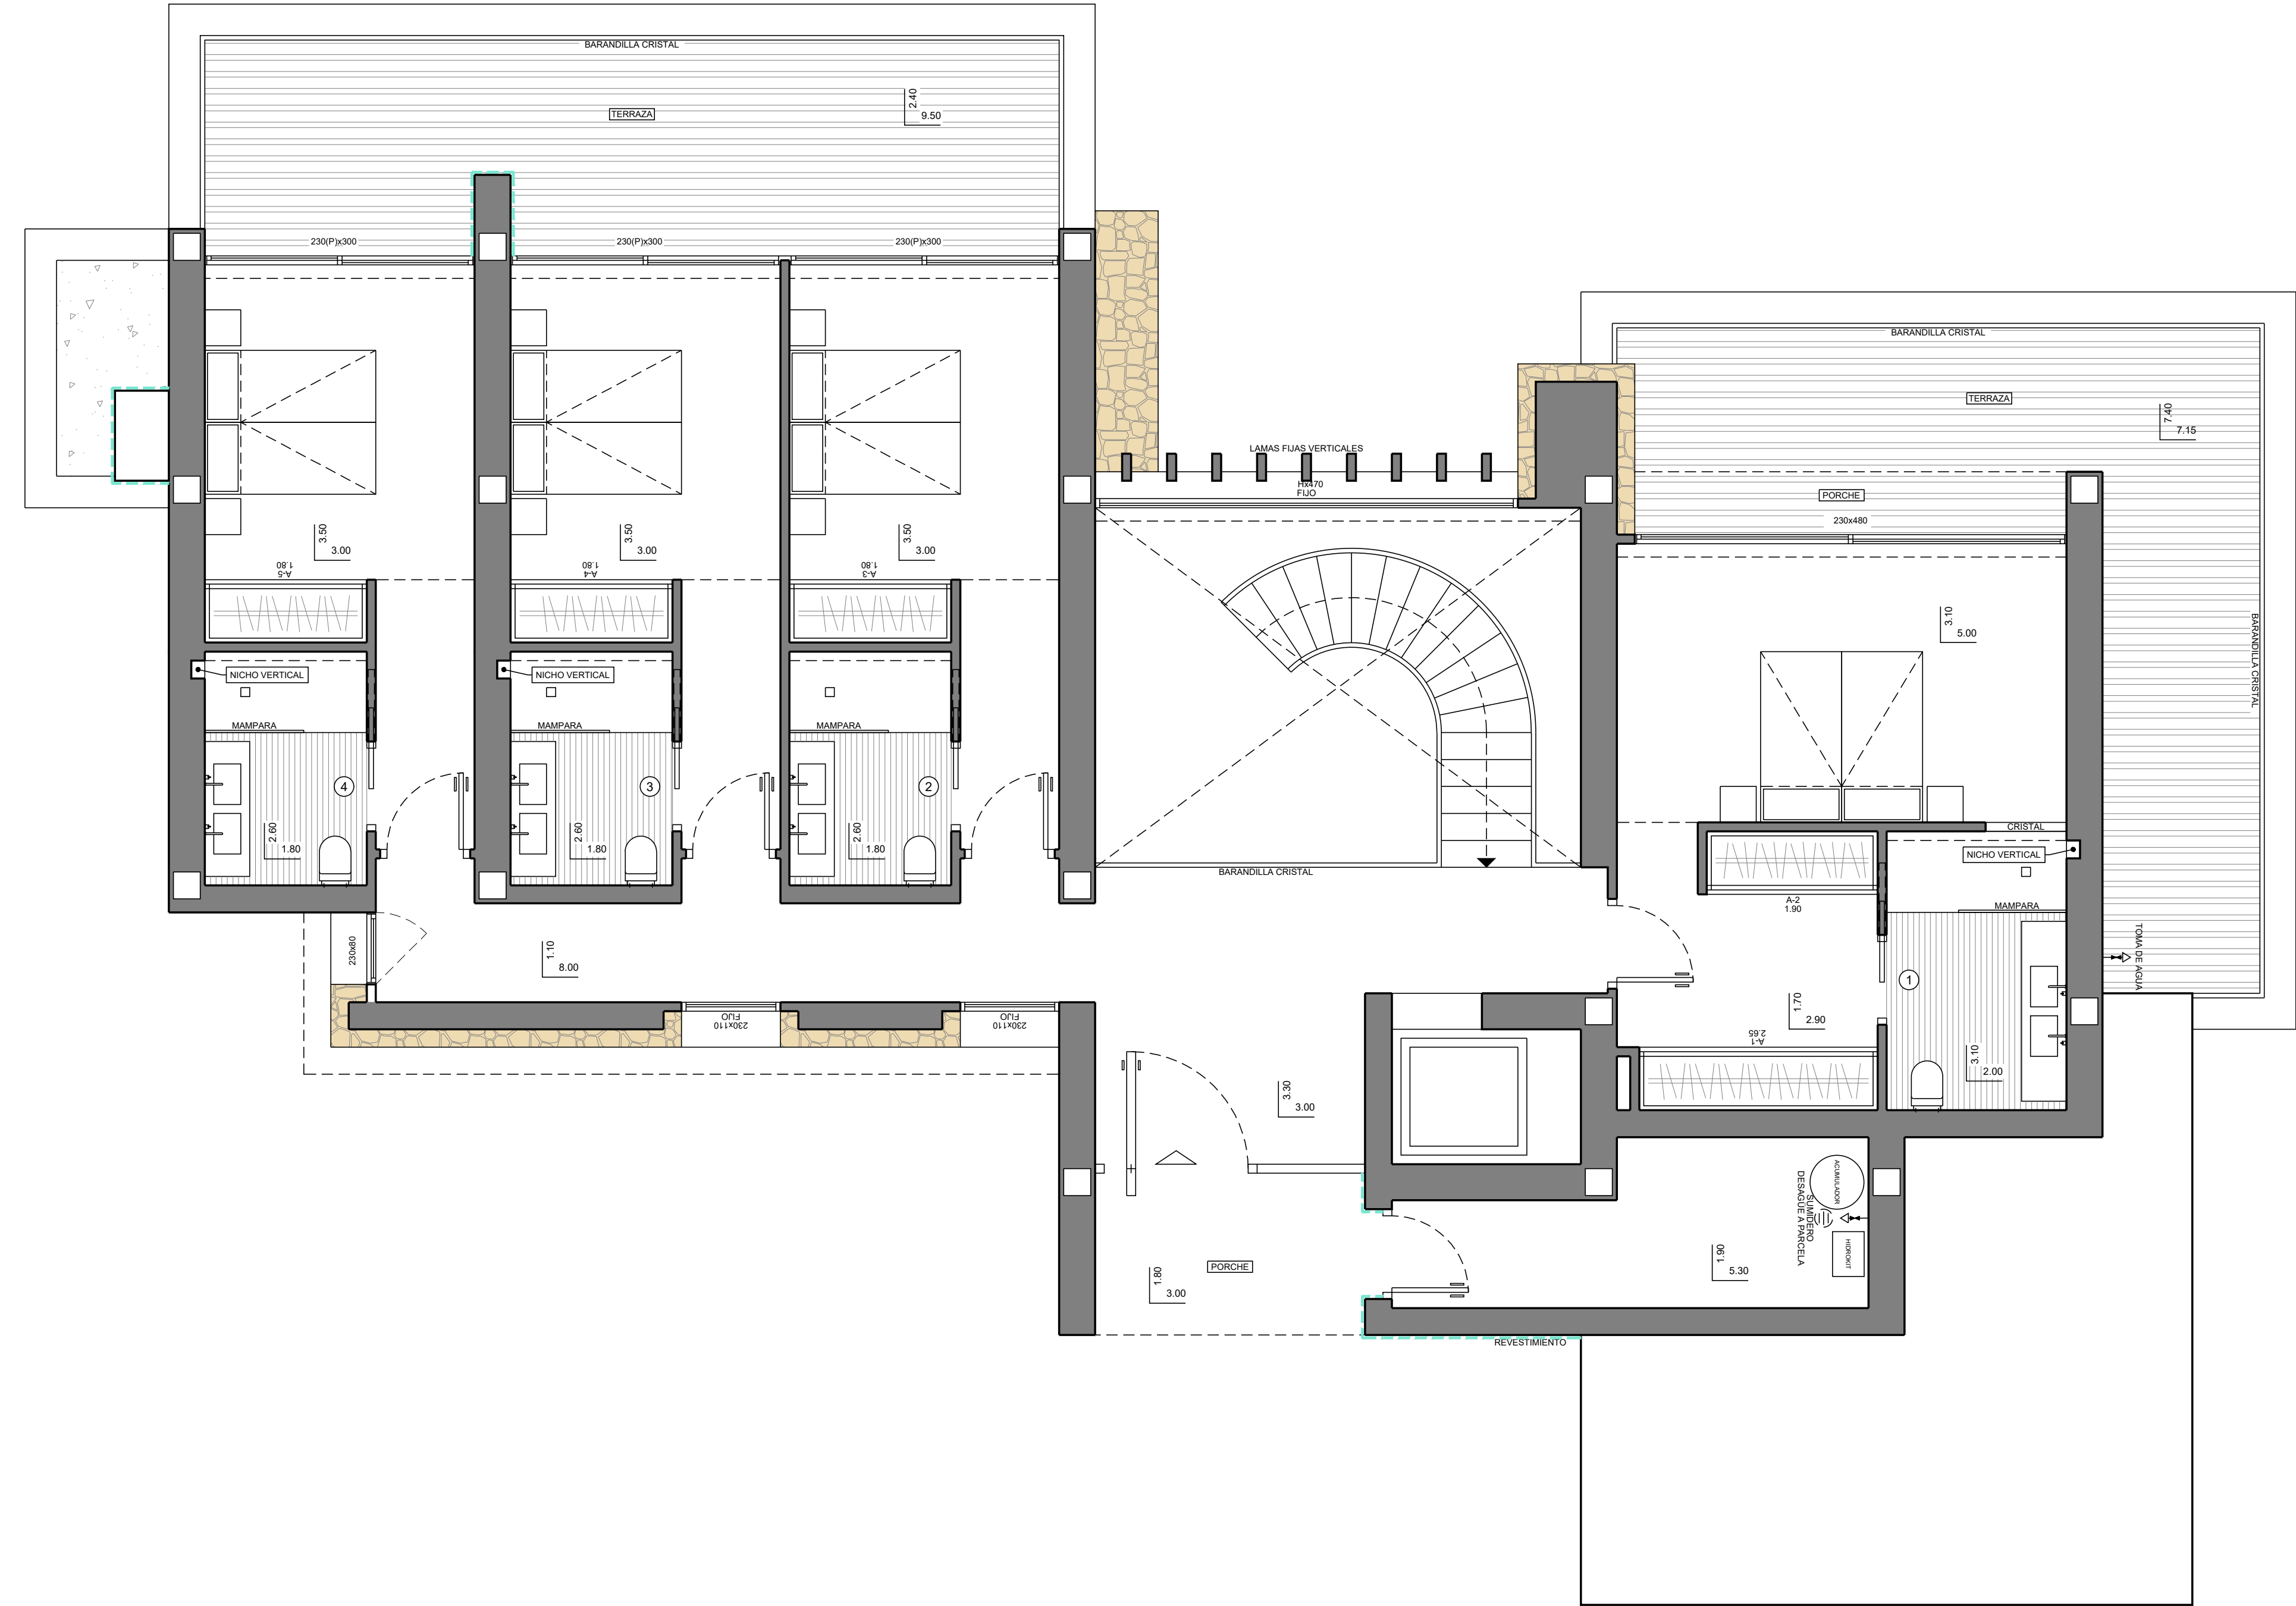 BARANDILLA CRISTAL
TERRAZA
2.40
9.50
230(P)x300
230(P)x300
230(P)x300
BARANDILLA CRISTAL
TERRAZA
7.40
7.15
LAMAS FIJAS VERTICALES
Hx470
FIJO
PORCHE
230x480
3.50
3.00
3.50
3.00
3.50
3.00
A-5
1.80
A-4
1.80
A-3
1.80
3.10
5.00
BARANDILLA CRISTAL
NICHO VERTICAL
NICHO VERTICAL
MAMPARA
MAMPARA
MAMPARA
4
3
2
2.60
1.80
2.60
1.80
2.60
1.80
CRISTAL
NICHO VERTICAL
BARANDILLA CRISTAL
A-2
1.90
MAMPARA
230x80
1.10
8.00
TOMA DE AGUA
1
1.70
2.90
230x110
FIJO
230x110
FIJO
A-1
2.65
3.10
2.00
3.30
3.00
ACUMULADOR
SUMIDERO
DESAGÜE A PARCELA
HIDROKIT
PORCHE
1.80
3.00
1.90
5.30
REVESTIMIENTO